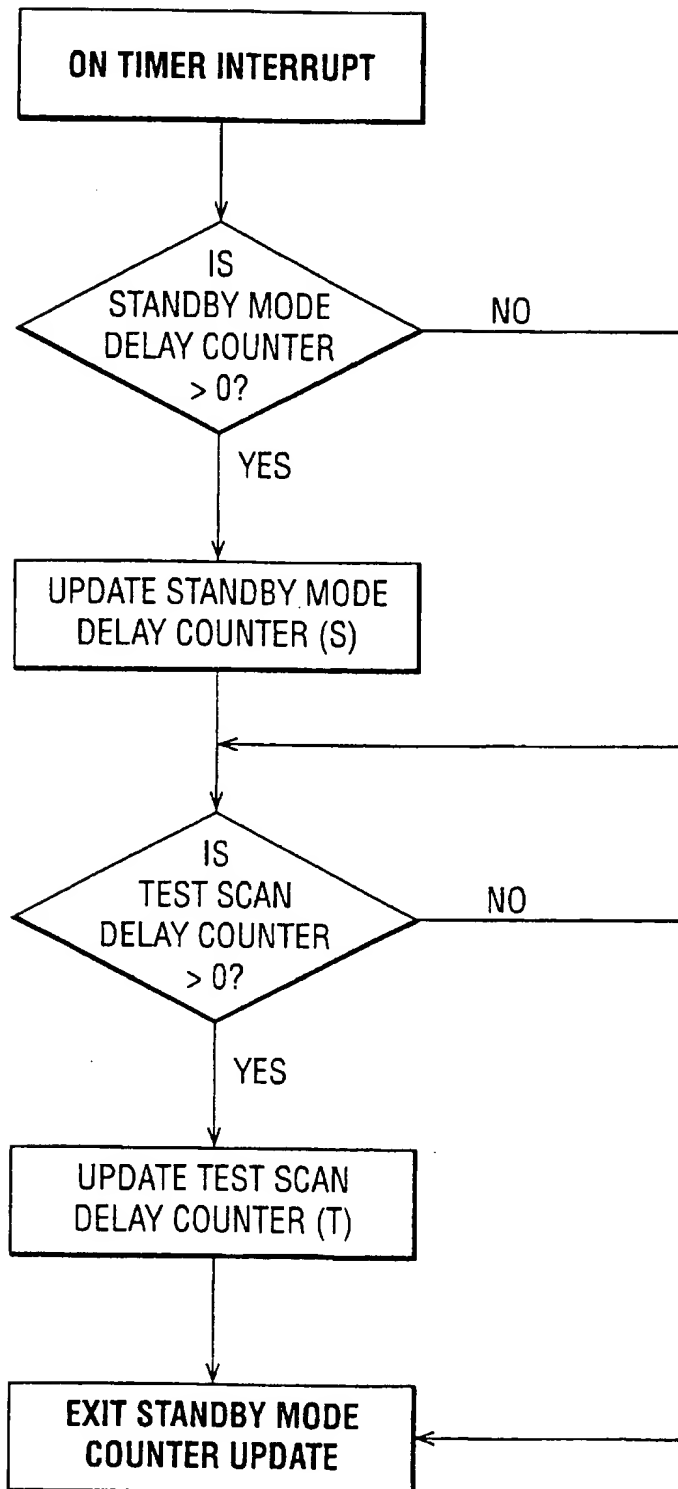 ON TIMER INTERRUPT
IS
STANDBY MODE
DELAY COUNTER
> 0?
NO
YES
UPDATE STANDBY MODE
DELAY COUNTER (S)
IS
TEST SCAN
DELAY COUNTER
> 0?
NO
YES
UPDATE TEST SCAN
DELAY COUNTER (T)
EXIT STANDBY MODE
COUNTER UPDATE